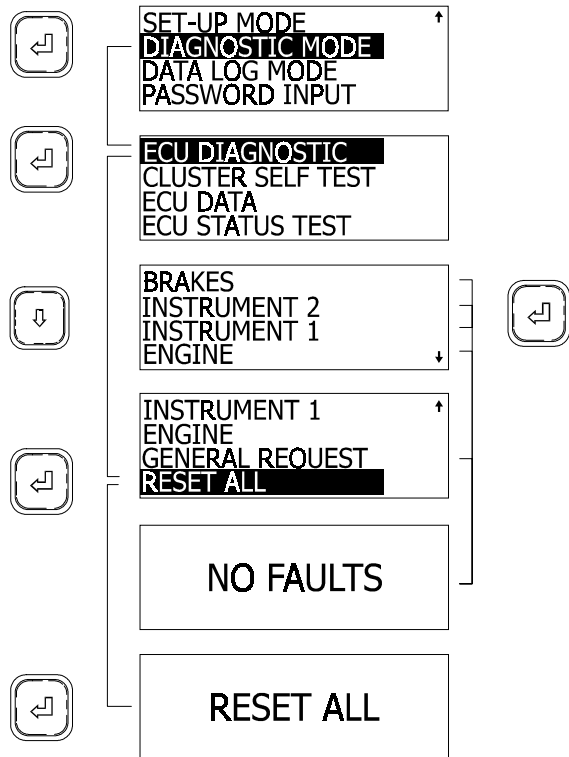 SET-UP MODE
DIAGNOSTIC MODE
DATA LOG MODE
PASSWORD INPUT
ECU DIAGNOSTIC
CLUSTER SELF TEST
ECU DATA
ECU STATUS TEST
BRAKES
INSTRUMENT 2
INSTRUMENT 1
ENGINE
INSTRUMENT 1
ENGINE
GENERAL REQUEST
RESET ALL
NO FAULTS
RESET ALL